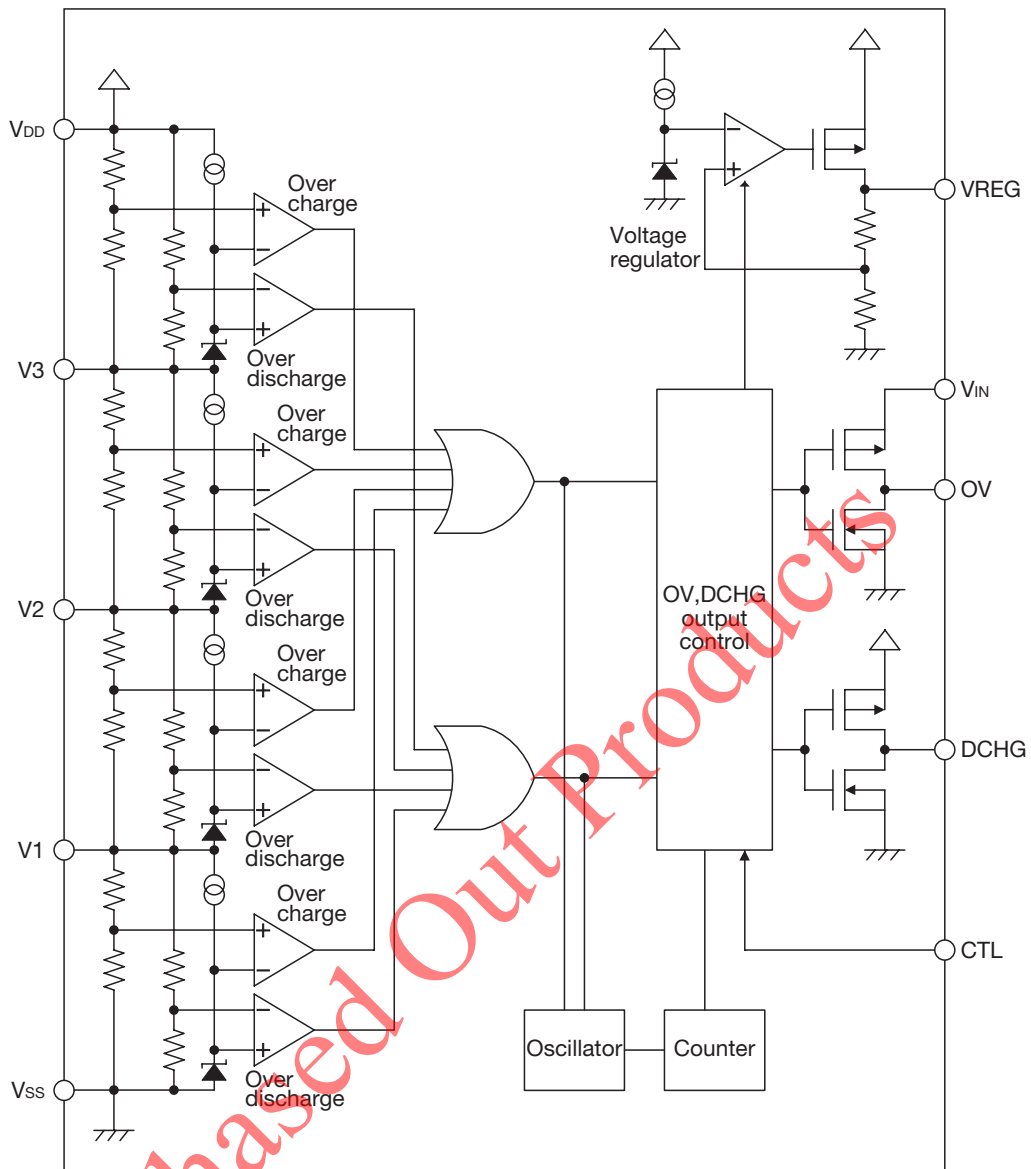 VDD
V3
V2
V1
VSS
Over
charge
Over
discharge
Over
charge
Over
discharge
Over
charge
Over
discharge
Over
charge
Over
discharge
+
−
−
+
+
−
−
+
+
−
−
+
+
−
−
+
−
+
Voltage
regulator
OV,DCHG
output
control
Oscillator
Counter
VREG
VIN
OV
DCHG
CTL
hased Out Products